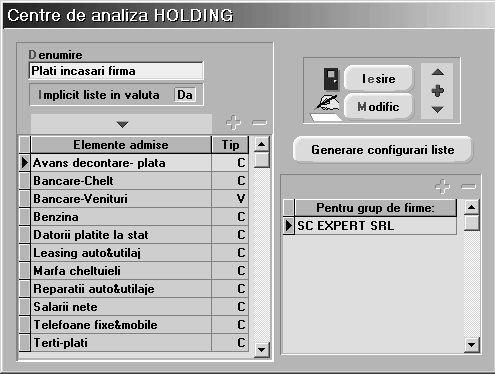 Centre de analiza HOLDING
Denumire
Plati incasari firma
Implicit liste in valuta Da
Iesire
Modific
Generare configurari liste
Elemente admise Tip
Avans decontare- plata C
Bancare-Chelt C
Bancare-Venituri V
Benzina C
Datorii platite la stat C
Leasing auto&utilaj C
Marfa cheltuieli C
Reparatii auto&utilaje C
Salarii nete C
Telefoane fixe&mobile C
Terti-plati C
Pentru grup de firme:
SC EXPERT SRL